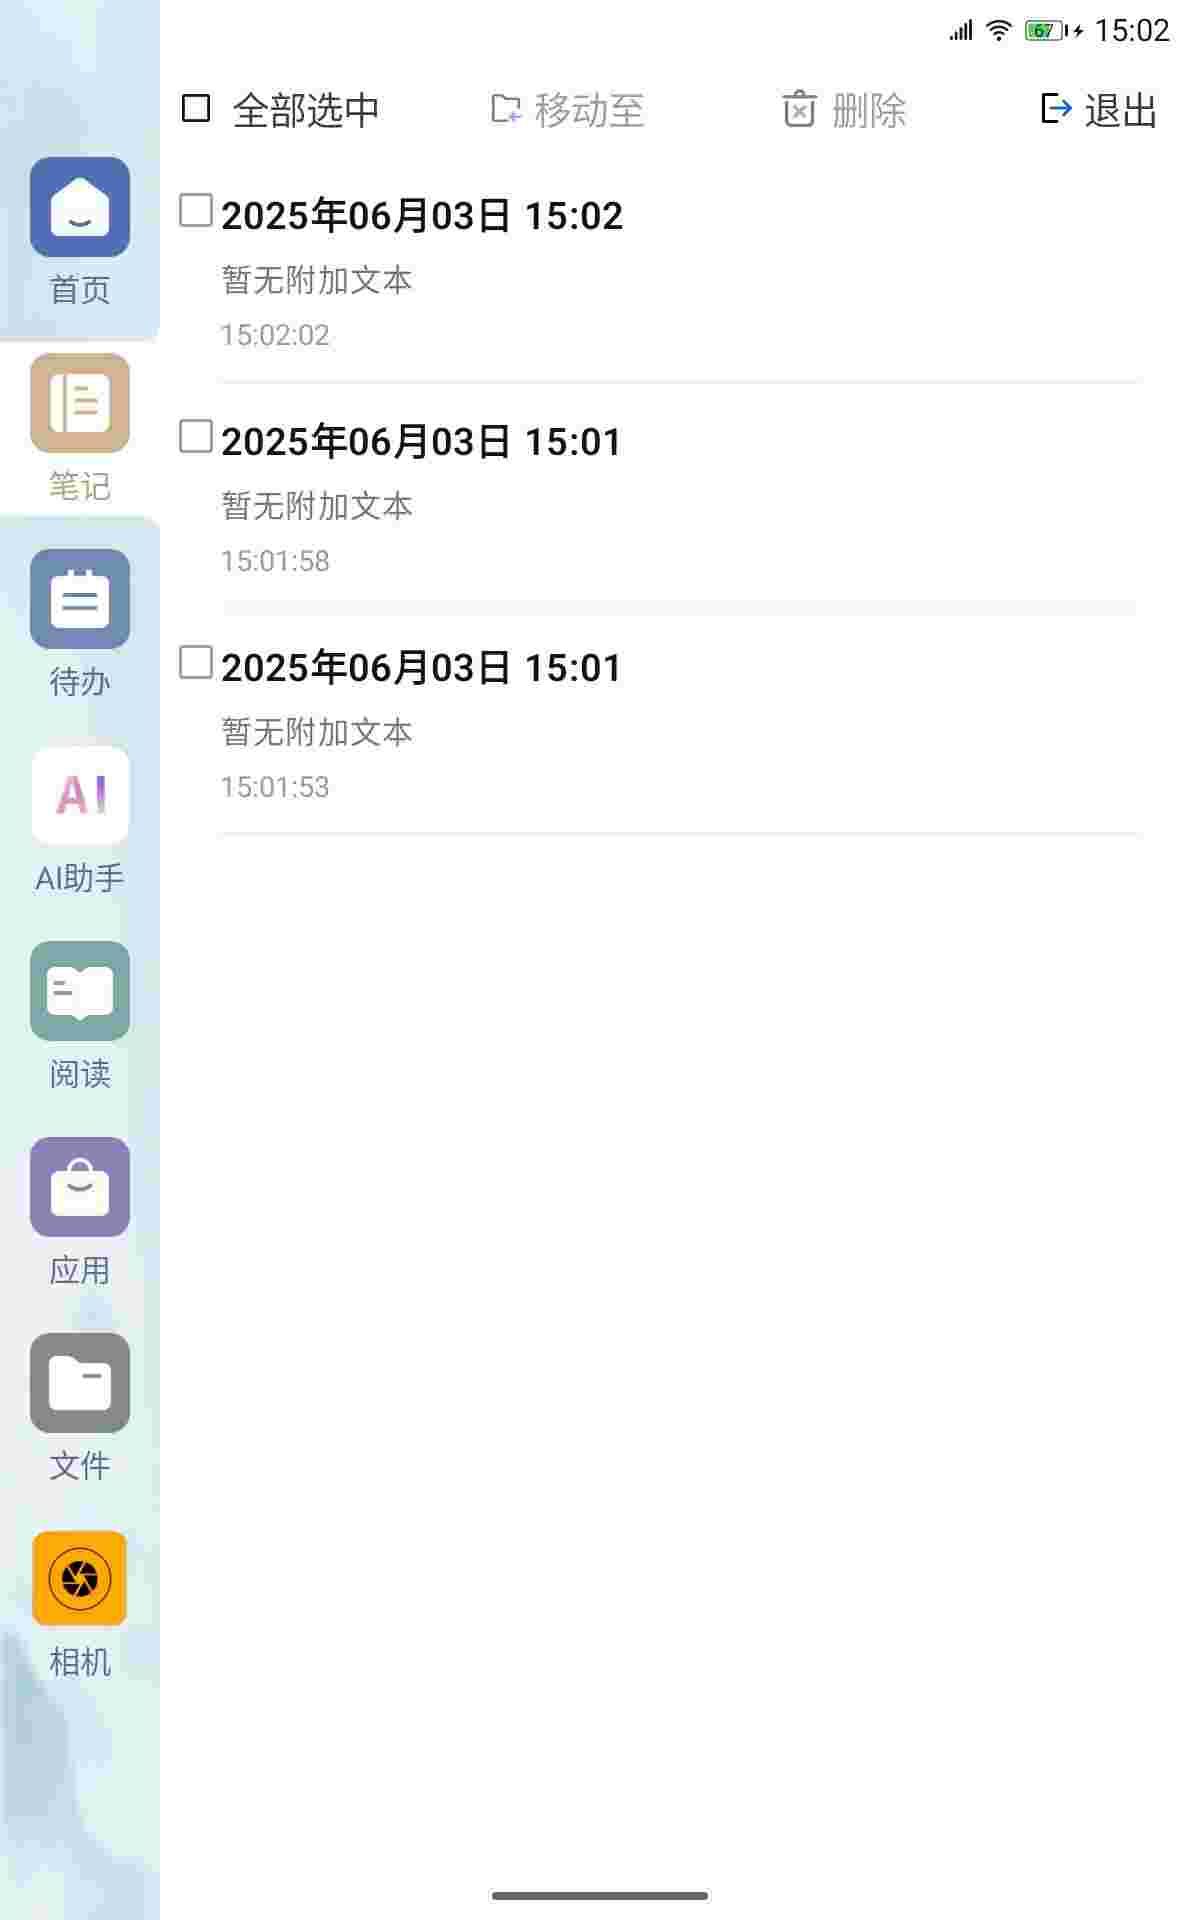 67 15:02
全部选中 移动至 删除 退出
2025年06月03日 15:02
暂无附加文本
15:02:02
2025年06月03日 15:01
暂无附加文本
15:01:58
2025年06月03日 15:01
暂无附加文本
15:01:53
首页
笔记
待办
AI
AI助手
阅读
应用
文件
相机